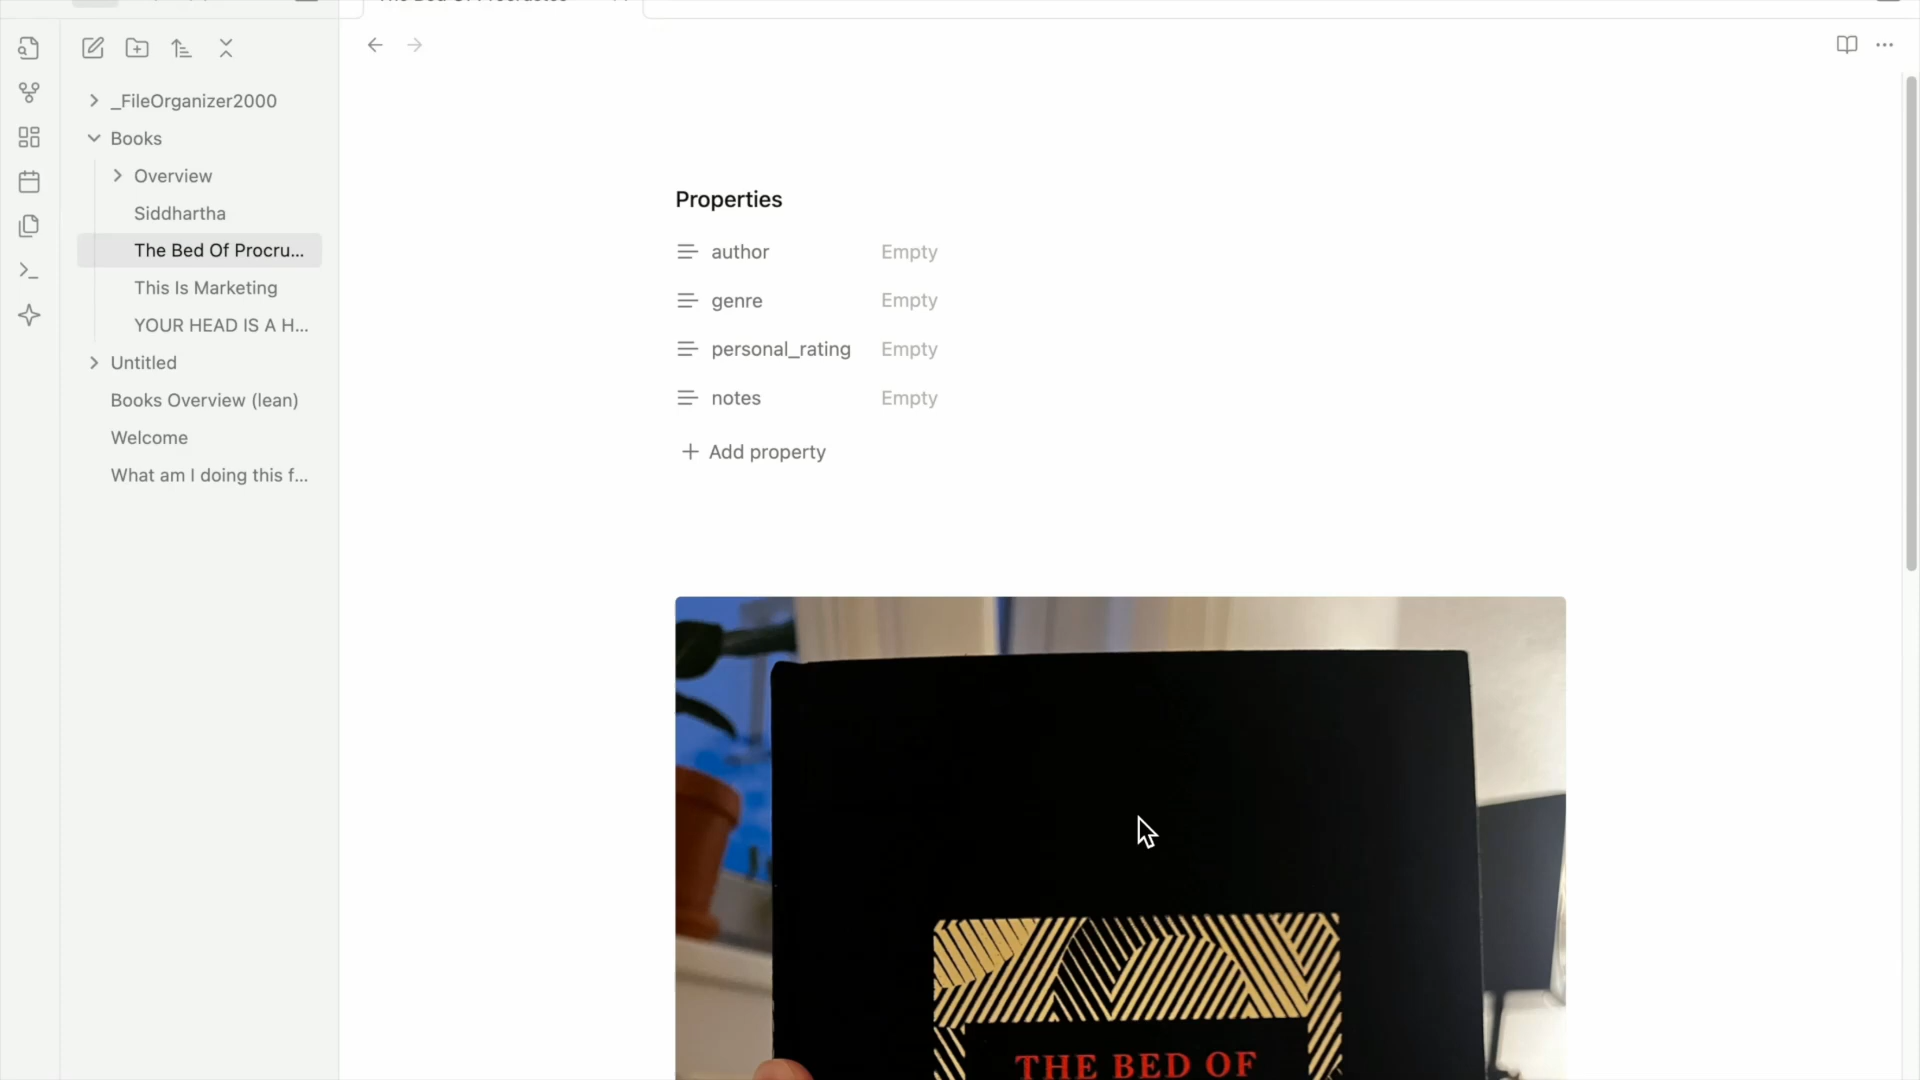 _FileOrganizer2000
Books
Overview
Siddhartha
The Bed Of Procru...
This Is Marketing
YOUR HEAD IS A H...
Untitled
Books Overview (lean)
Welcome
What am I doing this f...
Properties
author Empty
genre Empty
personal_rating Empty
notes Empty
Add property
THE BED OF